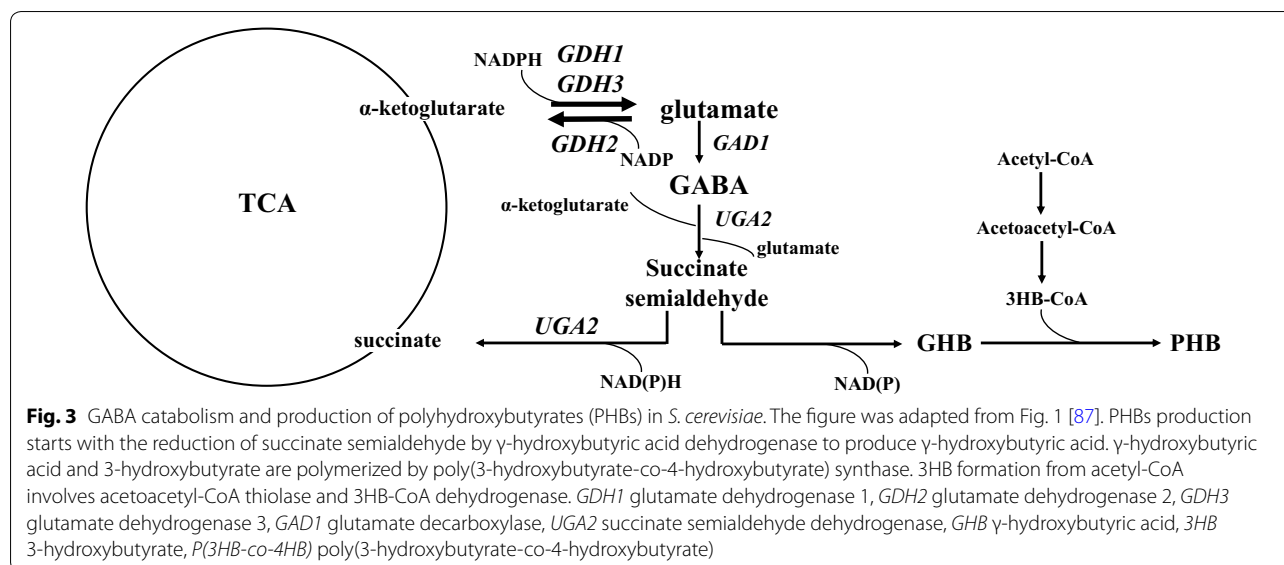 NADPH
GDH1
GDH3
α-ketoglutarate
glutamate
GDH2
NADP
GAD1
Acetyl-CoA
TCA
GABA
α-ketoglutarate
UGA2
Acetoacetyl-CoA
glutamate
Succinate
semialdehyde
3HB-CoA
UGA2
succinate
GHB
PHB
NAD(P)H
NAD(P)
Fig. 3 GABA catabolism and production of polyhydroxybutyrates (PHBs) in S. cerevisiae. The figure was adapted from Fig. 1 [87]. PHBs production
starts with the reduction of succinate semialdehyde by γ-hydroxybutyric acid dehydrogenase to produce γ-hydroxybutyric acid. γ-hydroxybutyric
acid and 3-hydroxybutyrate are polymerized by poly(3-hydroxybutyrate-co-4-hydroxybutyrate) synthase. 3HB formation from acetyl-CoA
involves acetoacetyl-CoA thiolase and 3HB-CoA dehydrogenase. GDH1 glutamate dehydrogenase 1, GDH2 glutamate dehydrogenase 2, GDH3
glutamate dehydrogenase 3, GAD1 glutamate decarboxylase, UGA2 succinate semialdehyde dehydrogenase, GHB γ-hydroxybutyric acid, 3HB
3-hydroxybutyrate, P(3HB-co-4HB) poly(3-hydroxybutyrate-co-4-hydroxybutyrate)